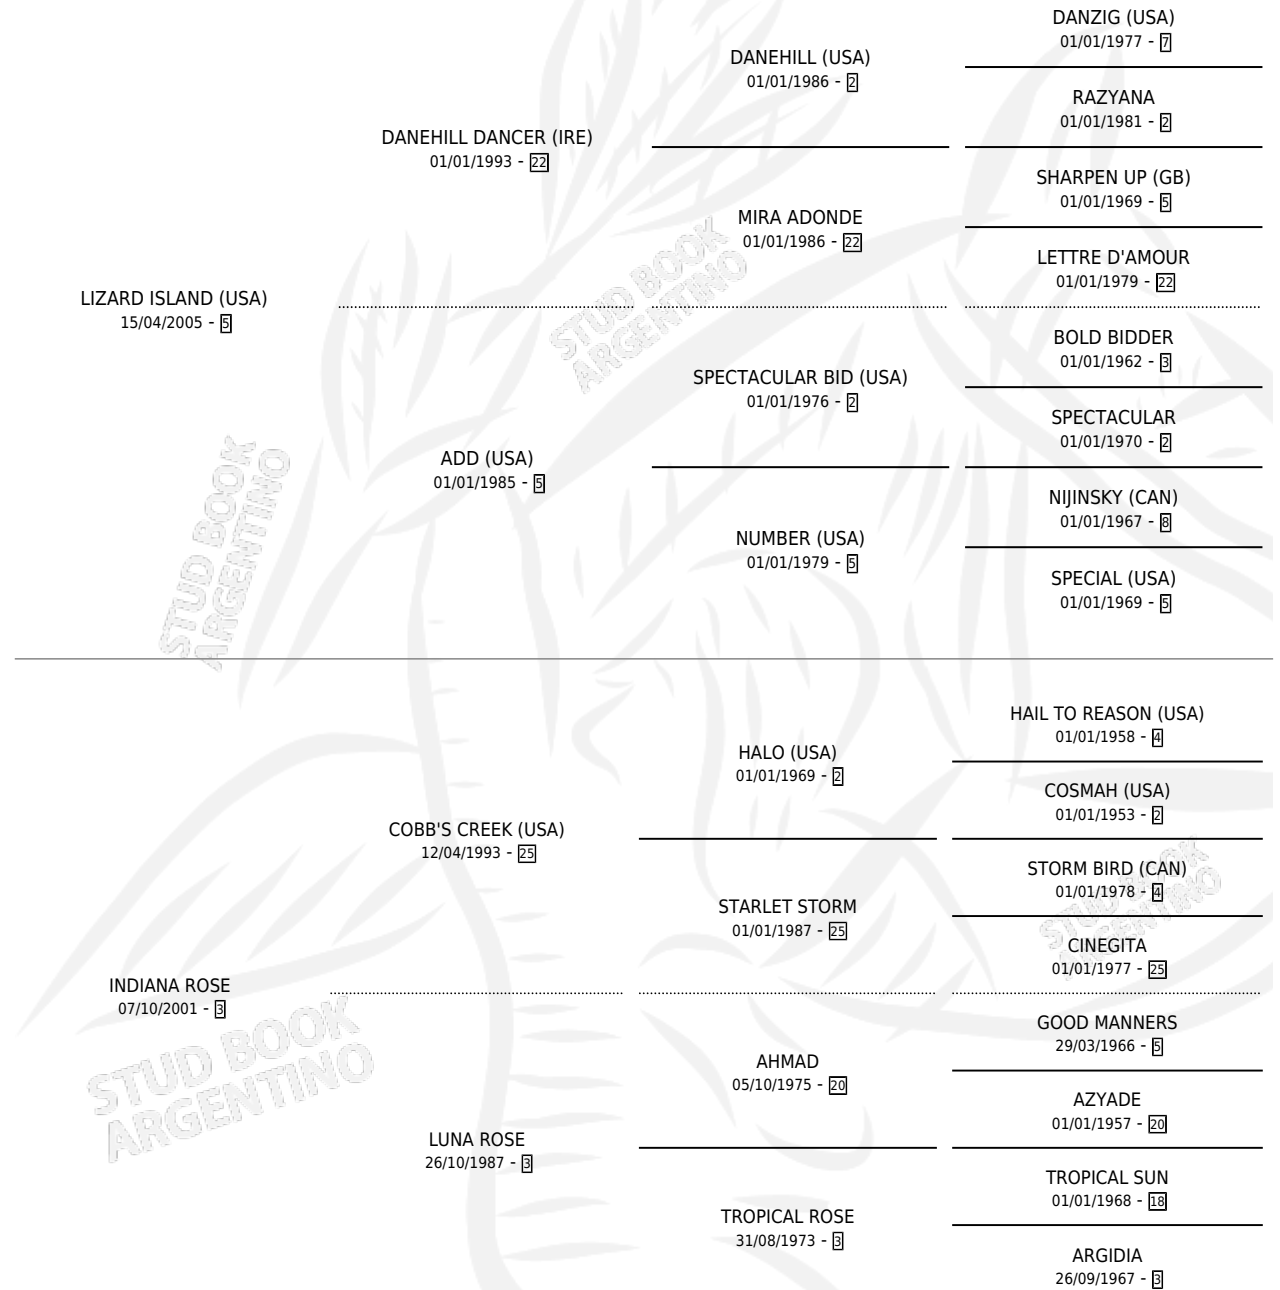 DANZIG (USA)
01/01/1977 - 7
DANEHILL (USA)
01/01/1986 - 2
RAZYANA
01/01/1981 - 2
DANEHILL DANCER (IRE)
01/01/1993 - 22
SHARPEN UP (GB)
01/01/1969 - 5
MIRA ADONDE
01/01/1986 - 22
LETTRE D'AMOUR
01/01/1979 - 22
LIZARD ISLAND (USA)
15/04/2005 - 5
BOLD BIDDER
01/01/1962 - 3
SPECTACULAR BID (USA)
01/01/1976 - 2
SPECTACULAR
01/01/1970 - 2
ADD (USA)
01/01/1985 - 5
NIJINSKY (CAN)
01/01/1967 - 8
NUMBER (USA)
01/01/1979 - 5
SPECIAL (USA)
01/01/1969 - 5
HAIL TO REASON (USA)
01/01/1958 - 4
HALO (USA)
01/01/1969 - 2
COSMAH (USA)
01/01/1953 - 2
COBB'S CREEK (USA)
12/04/1993 - 25
STORM BIRD (CAN)
01/01/1978 - 4
STARLET STORM
01/01/1987 - 25
CINEGITA
01/01/1977 - 25
INDIANA ROSE
07/10/2001 - 3
GOOD MANNERS
29/03/1966 - 5
AHMAD
05/10/1975 - 20
AZYADE
01/01/1957 - 20
LUNA ROSE
26/10/1987 - 3
TROPICAL SUN
01/01/1968 - 18
TROPICAL ROSE
31/08/1973 - 3
ARGIDIA
26/09/1967 - 3
STUD BOOK
ARGENTINO
STUD BOOK
ARGENTINO
STUD BOOK
ARGENTINO
STUD BOOK
ARGENTINO